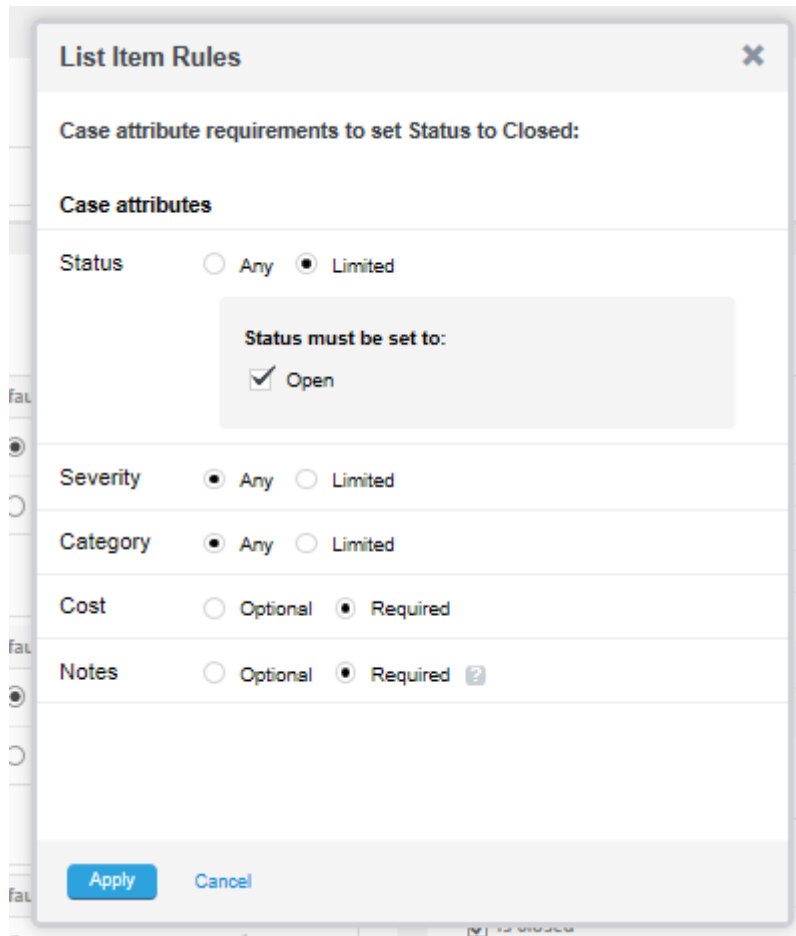 List Item Rules
Case attribute requirements to set Status to Closed:
Case attributes
Status Any Limited
Status must be set to:
Open
Severity Any Limited
Category Any Limited
Cost Optional Required
Notes Optional Required ?
Apply Cancel